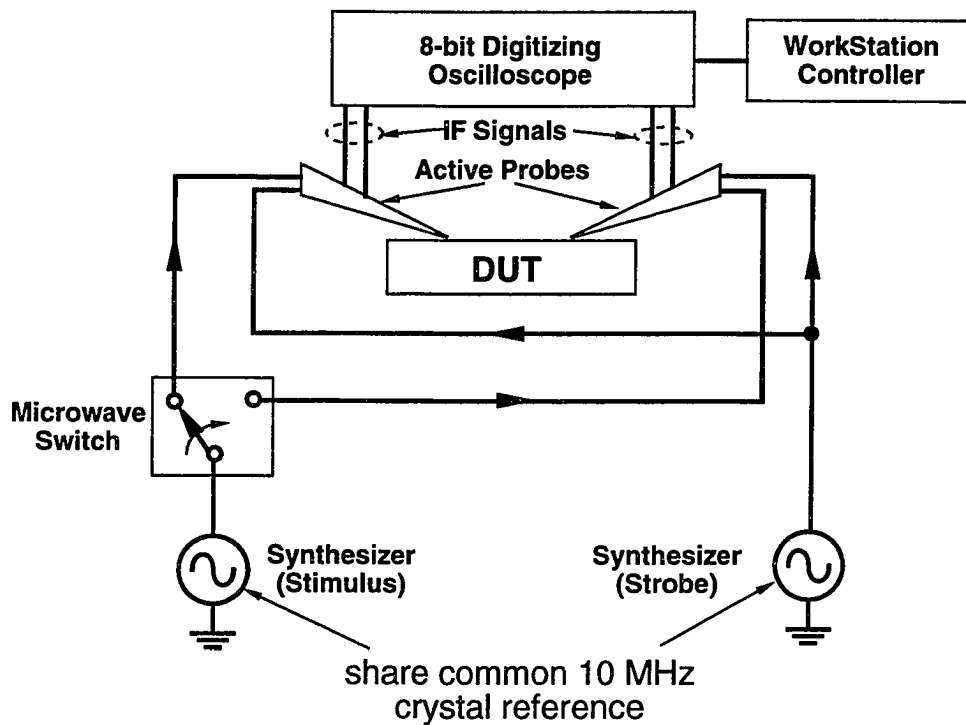 8-bit Digitizing
Oscilloscope
WorkStation
Controller
IF Signals
Active Probes
DUT
Microwave
Switch
Synthesizer
(Stimulus)
Synthesizer
(Strobe)
share common 10 MHz
crystal reference